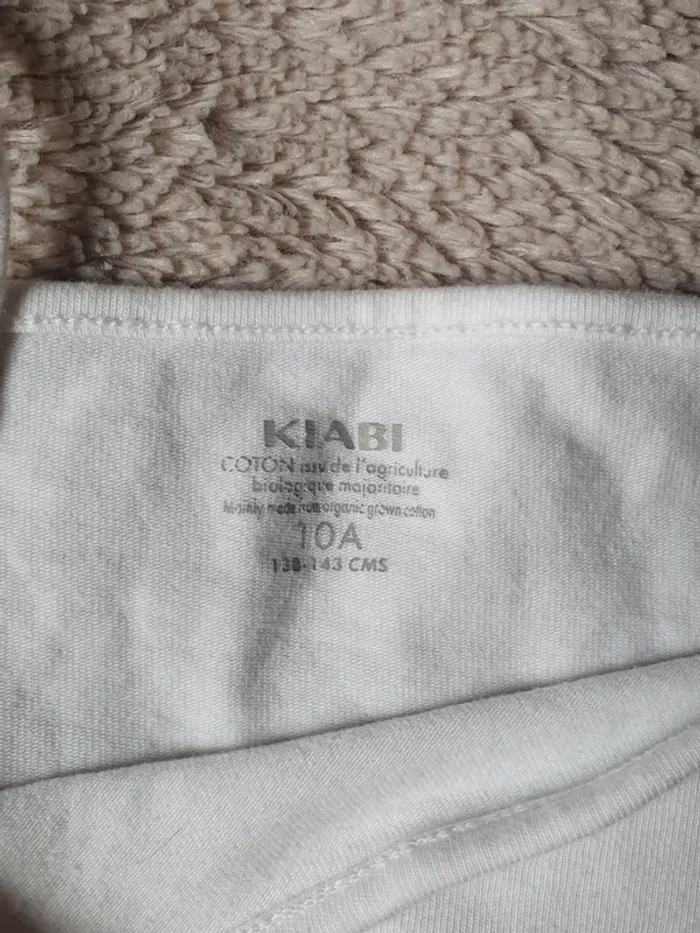 KIABI
COTON issu de l'agriculture
biologique majoritaire
Mainly made from organic grown cotton
10A
138-143 CMS